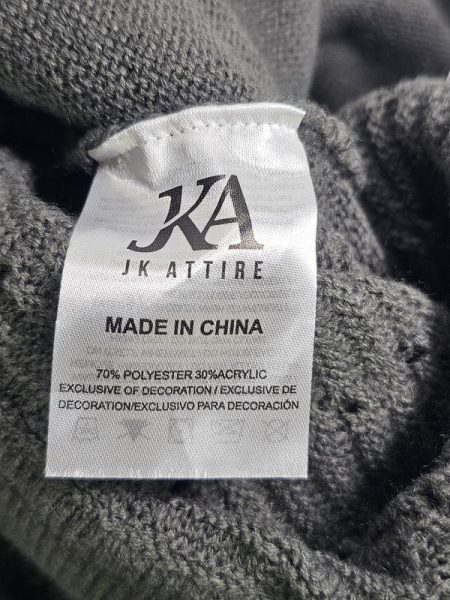 JKA
JK ATTIRE
MADE IN CHINA
70% POLYESTER 30%ACRYLIC
EXCLUSIVE OF DECORATION / EXCLUSIVE DE
DECORATION/EXCLUSIVO PARA DECORACIÓN